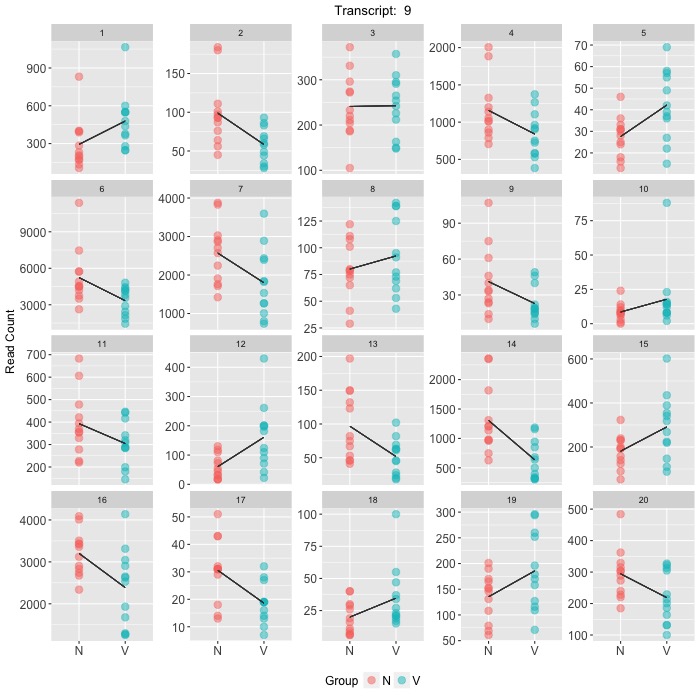 Transcript: 9
1 2 3 4 5
900 600 300
150 100 50
300 200 100
2000 1500 1000 500
70 60 50 40 30 20
6 7 8 9 10
9000 6000 3000
4000 3000 2000 1000
125 100 75 50 25
90 60 30
75 50 25 0
Read Count
11 12 13 14 15
700 600 500 400 300 200
400 300 200 100 0
200 150 100 50
2000 1500 1000 500
600 400 200
16 17 18 19 20
4000 3000 2000
50 40 30 20 10
100 75 50 25
300 250 200 150 100 50
500 400 300 200 100
N V N V N V N V N V
Group N V